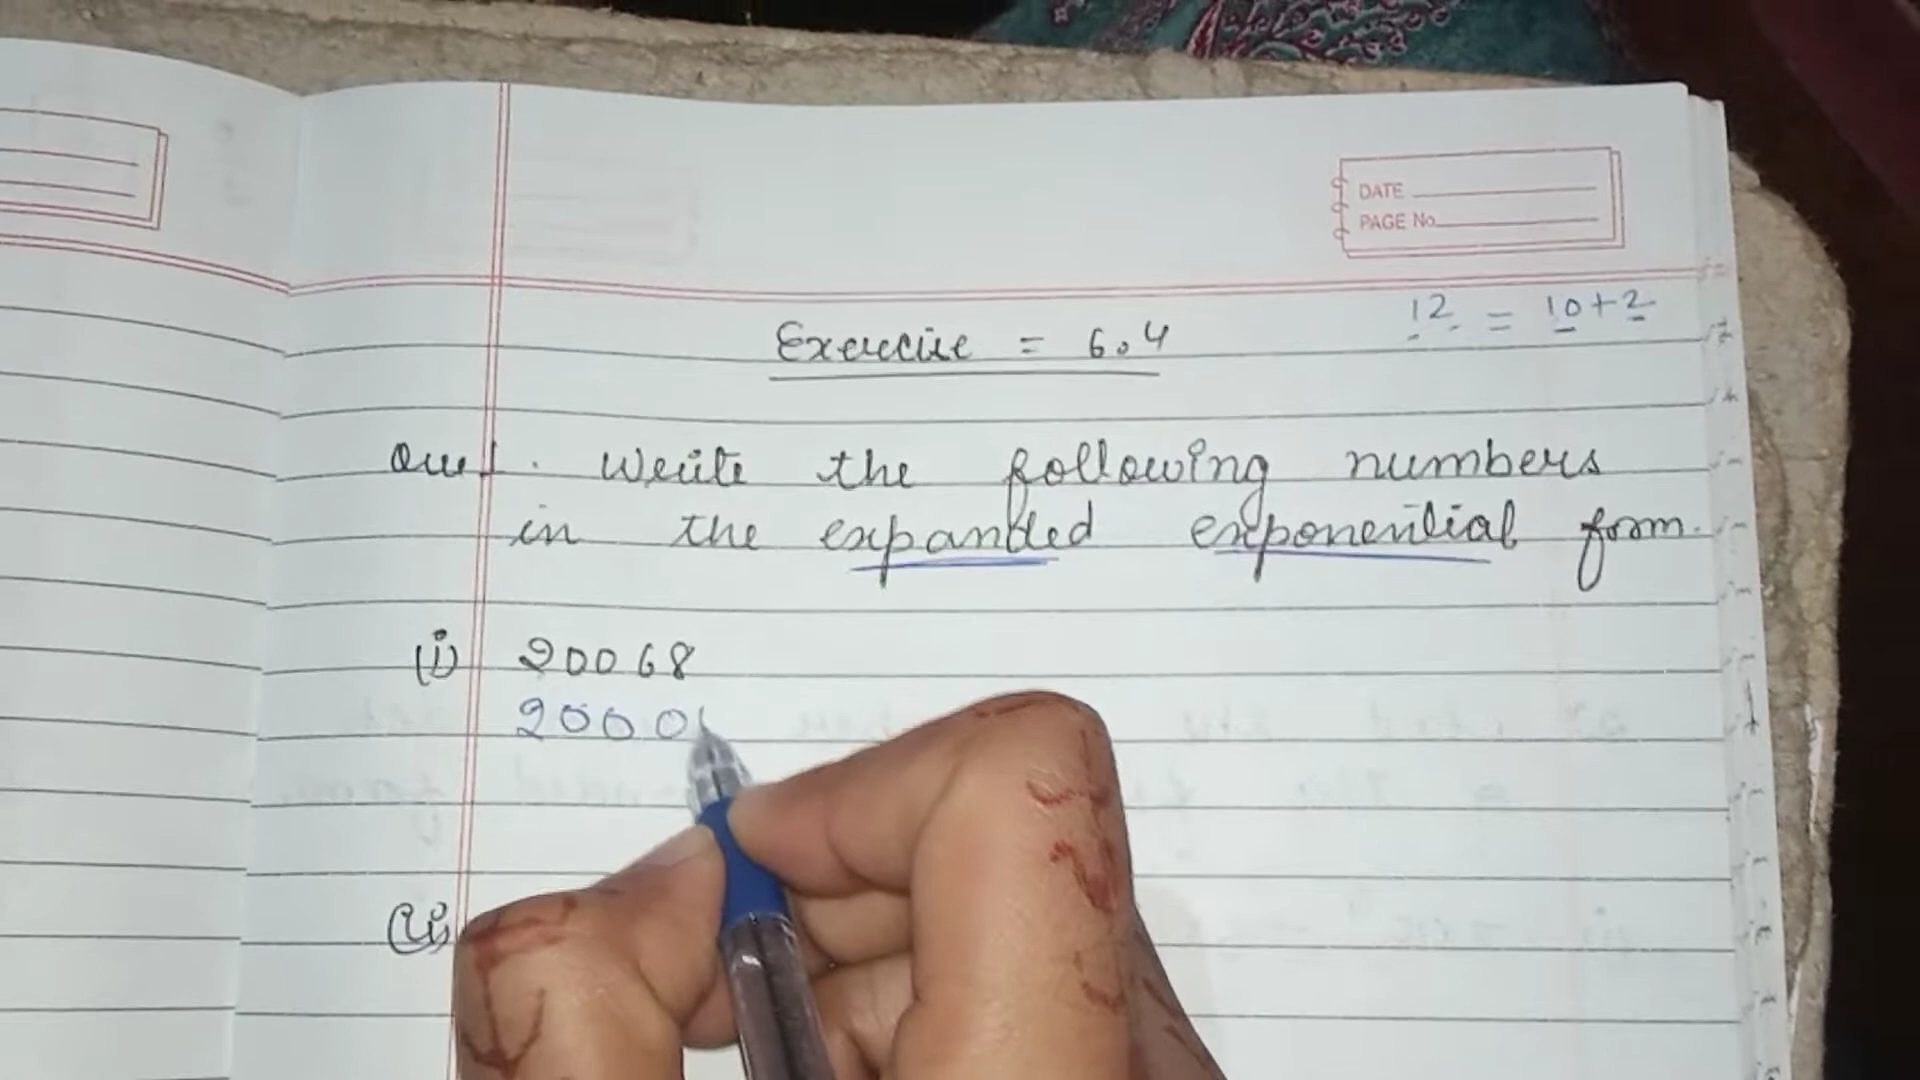 DATE
PAGE No.
12 = 10+2
Exercise = 6.4
Que 1. Write the following numbers
in the expanded exponential form.
(i) 20068
2000
(ii)